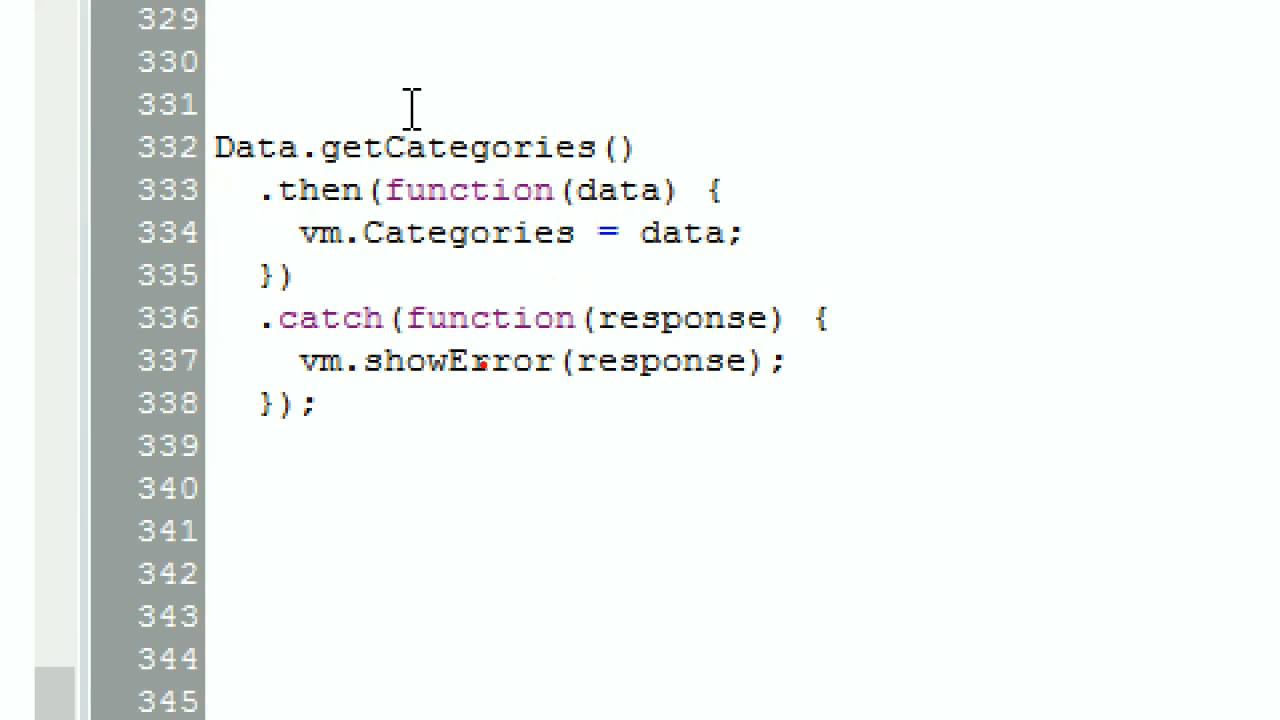 329
330
331
332 Data.getCategories()
333   .then(function(data) {
334     vm.Categories = data;
335   })
336   .catch(function(response) {
337     vm.showError(response);
338   });
339
340
341
342
343
344
345